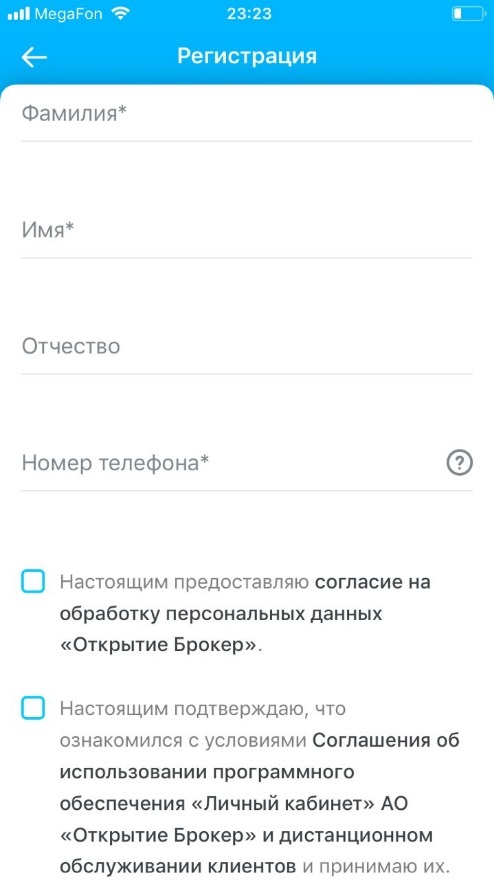 MegaFon 23:23
Регистрация
Фамилия*
Имя*
Отчество
Номер телефона* ?
Настоящим предоставляю согласие на
обработку персональных данных
«Открытие Брокер».
Настоящим подтверждаю, что
ознакомился с условиями Соглашения об
использовании программного
обеспечения «Личный кабинет» АО
«Открытие Брокер» и дистанционном
обслуживании клиентов и принимаю их.